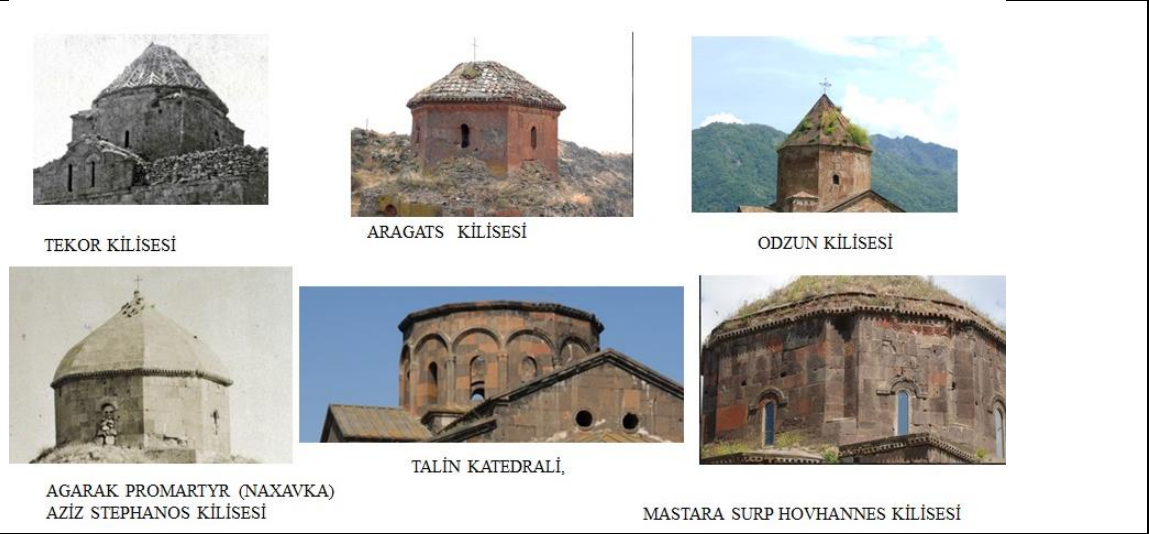 TEKOR KİLİSESİ
ARAGATS KİLİSESİ
ODZUN KİLİSESİ
AGARAK PROMARTYR (NAXAVKA)
AZİZ STEPHANOS KİLİSESİ
TALİN KATEDRALİ,
MASTARA SURP HOVHANNES KİLİSESİ